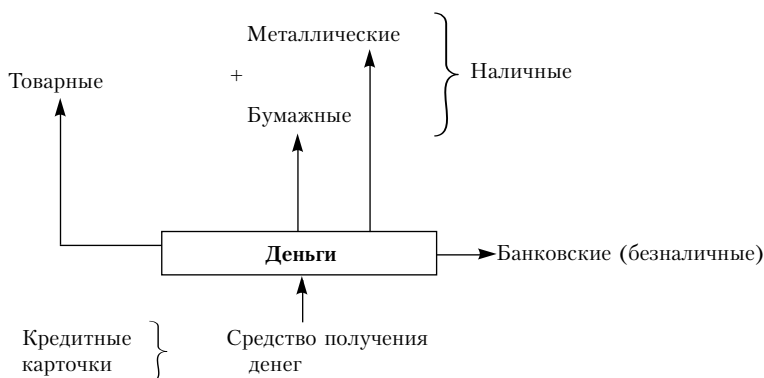 Металлические
Товарные + Наличные
Бумажные
Деньги
Банковские (безналичные)
Кредитные Средство получения
карточки денег